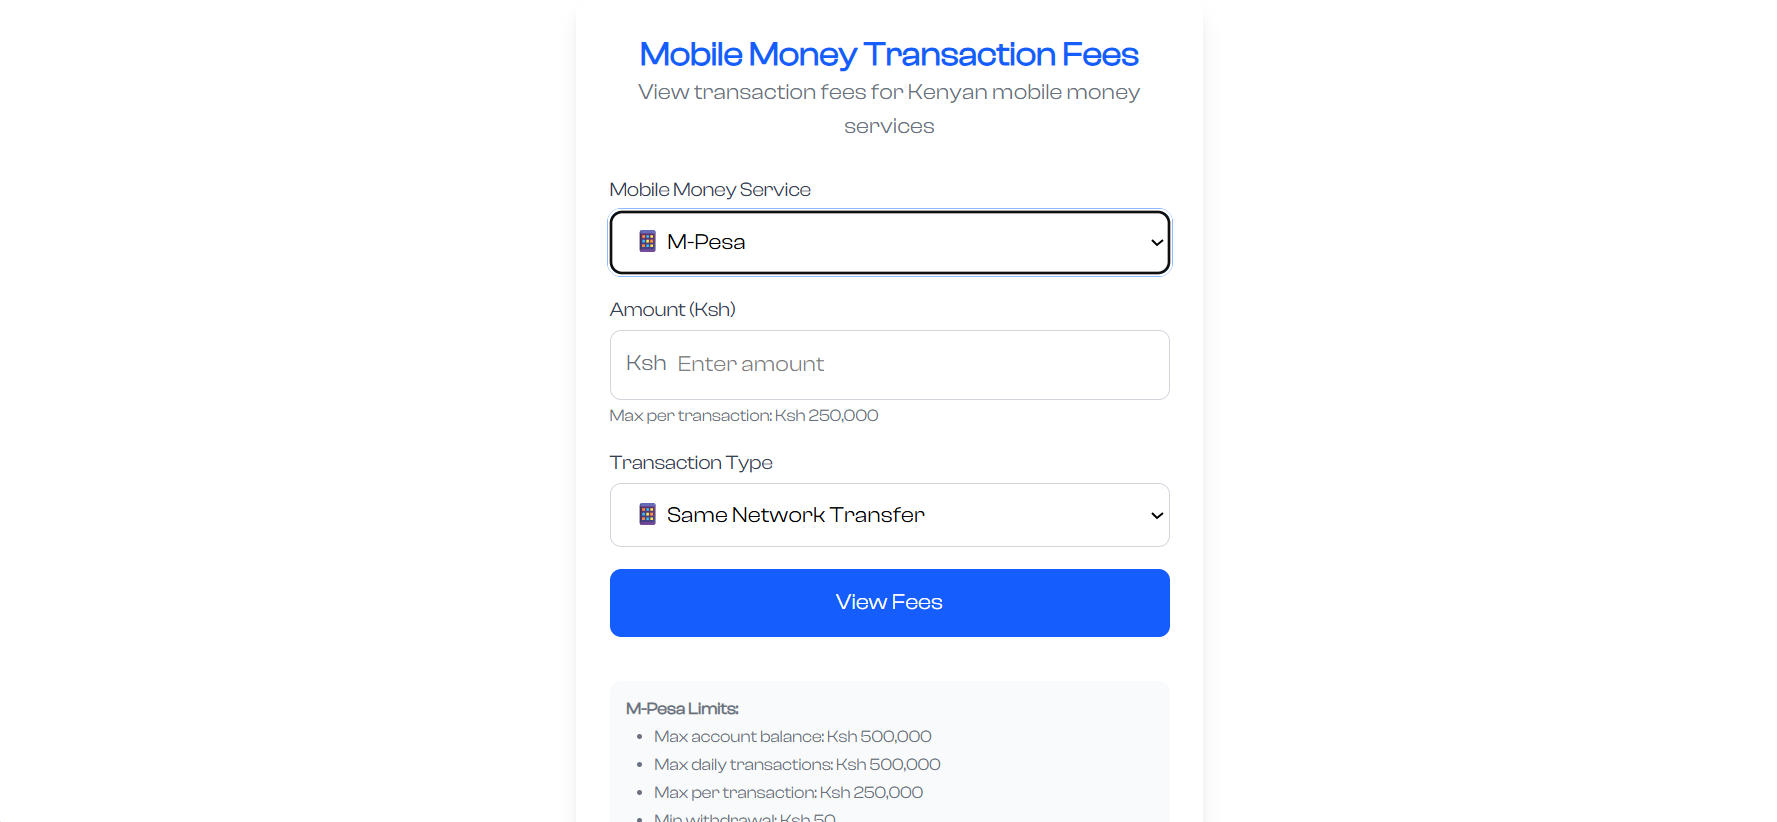 Mobile Money Transaction Fees
View transaction fees for Kenyan mobile money
services
Mobile Money Service
M-Pesa
Amount (Ksh)
Ksh Enter amount
Max per transaction: Ksh 250,000
Transaction Type
Same Network Transfer
View Fees
M-Pesa Limits:
• Max account balance: Ksh 500,000
• Max daily transactions: Ksh 500,000
• Max per transaction: Ksh 250,000
• Min withdrawal: Ksh 50